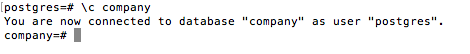 postgres=# \c company
You are now connected to database "company" as user "postgres".
company=#